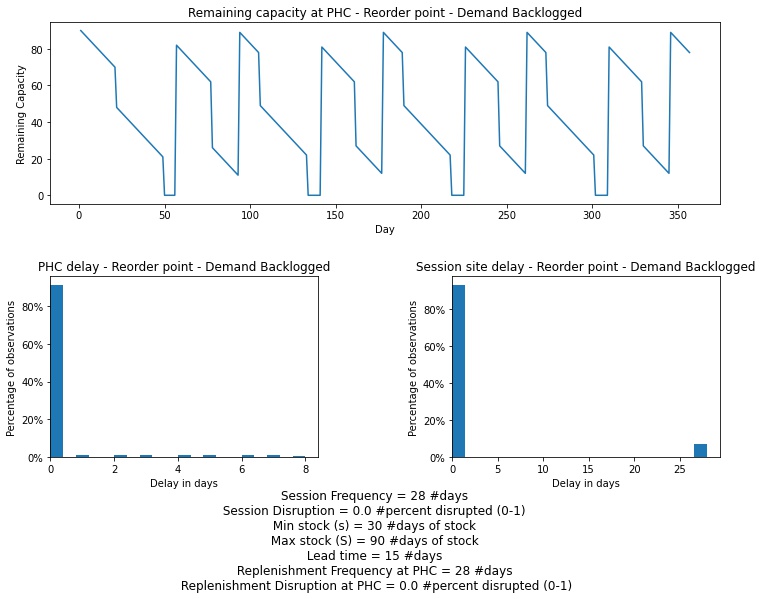 Remaining capacity at PHC - Reorder point - Demand Backlogged
Remaining Capacity
80
60
40
20
0
0 50 100 150 200 250 300 350
Day
PHC delay - Reorder point - Demand Backlogged
Percentage of observations
80%
60%
40%
20%
0%
0 2 4 6 8
Delay in days
Session site delay - Reorder point - Demand Backlogged
Percentage of observations
80%
60%
40%
20%
0%
0 5 10 15 20 25
Delay in days
Session Frequency = 28 #days
Session Disruption = 0.0 #percent disrupted (0-1)
Min stock (s) = 30 #days of stock
Max stock (S) = 90 #days of stock
Lead time = 15 #days
Replenishment Frequency at PHC = 28 #days
Replenishment Disruption at PHC = 0.0 #percent disrupted (0-1)